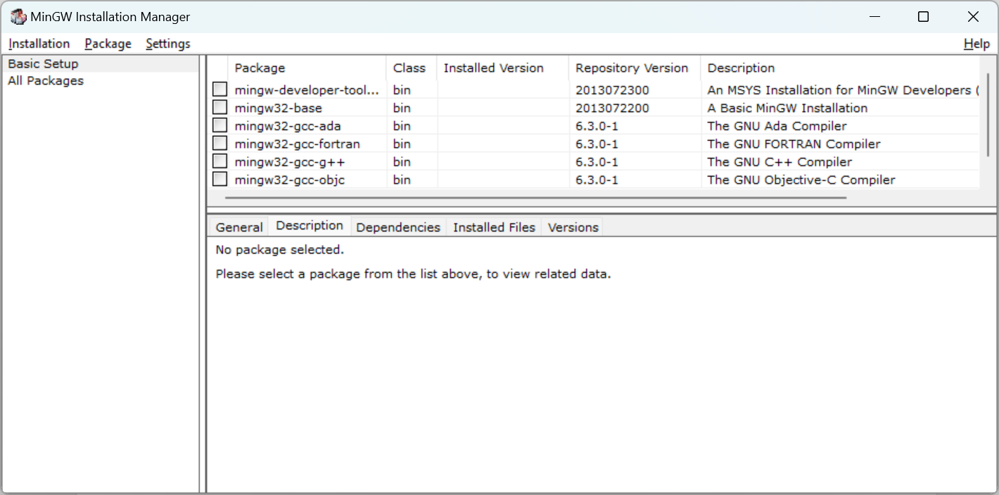 MinGW Installation Manager
Installation Package Settings Help
Basic Setup
All Packages
Package Class Installed Version Repository Version Description
mingw-developer-tool... bin 2013072300 An MSYS Installation for MinGW Developers (
mingw32-base bin 2013072200 A Basic MinGW Installation
mingw32-gcc-ada bin 6.3.0-1 The GNU Ada Compiler
mingw32-gcc-fortran bin 6.3.0-1 The GNU FORTRAN Compiler
mingw32-gcc-g++ bin 6.3.0-1 The GNU C++ Compiler
mingw32-gcc-objc bin 6.3.0-1 The GNU Objective-C Compiler
General Description Dependencies Installed Files Versions
No package selected.
Please select a package from the list above, to view related data.